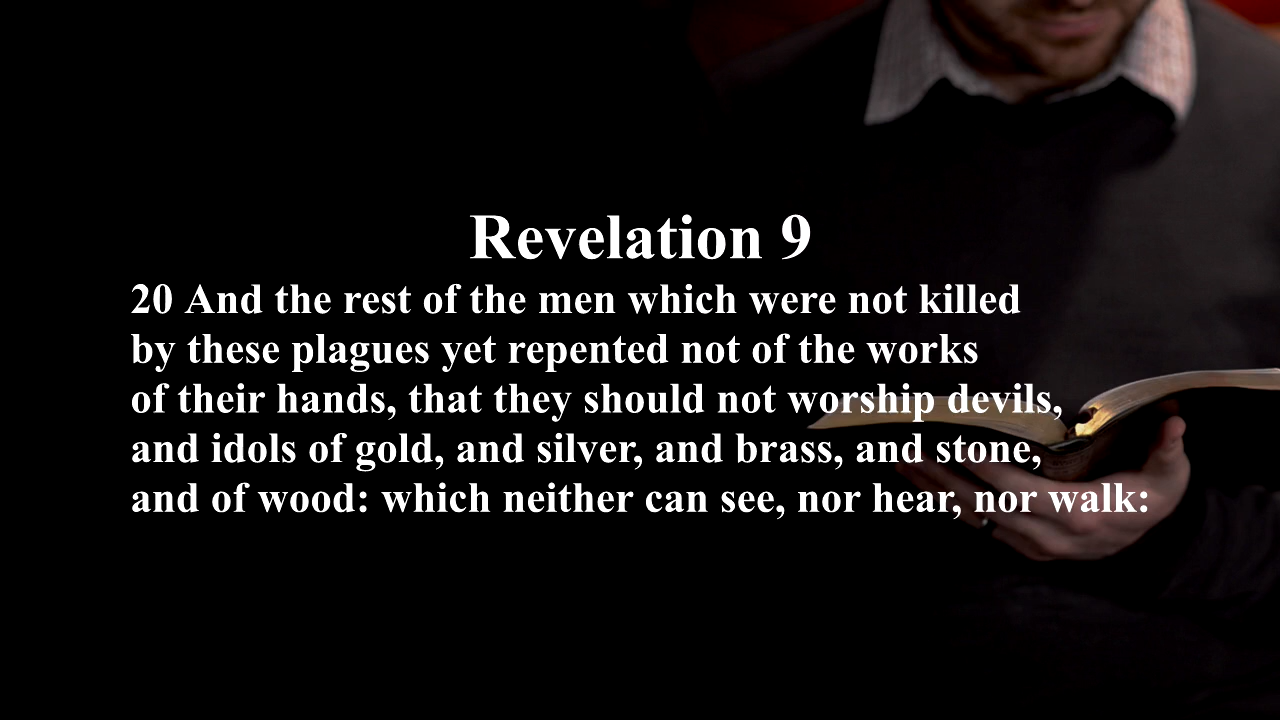 Revelation 9
20 And the rest of the men which were not killed
by these plagues yet repented not of the works
of their hands, that they should not worship devils,
and idols of gold, and silver, and brass, and stone,
and of wood: which neither can see, nor hear, nor walk: